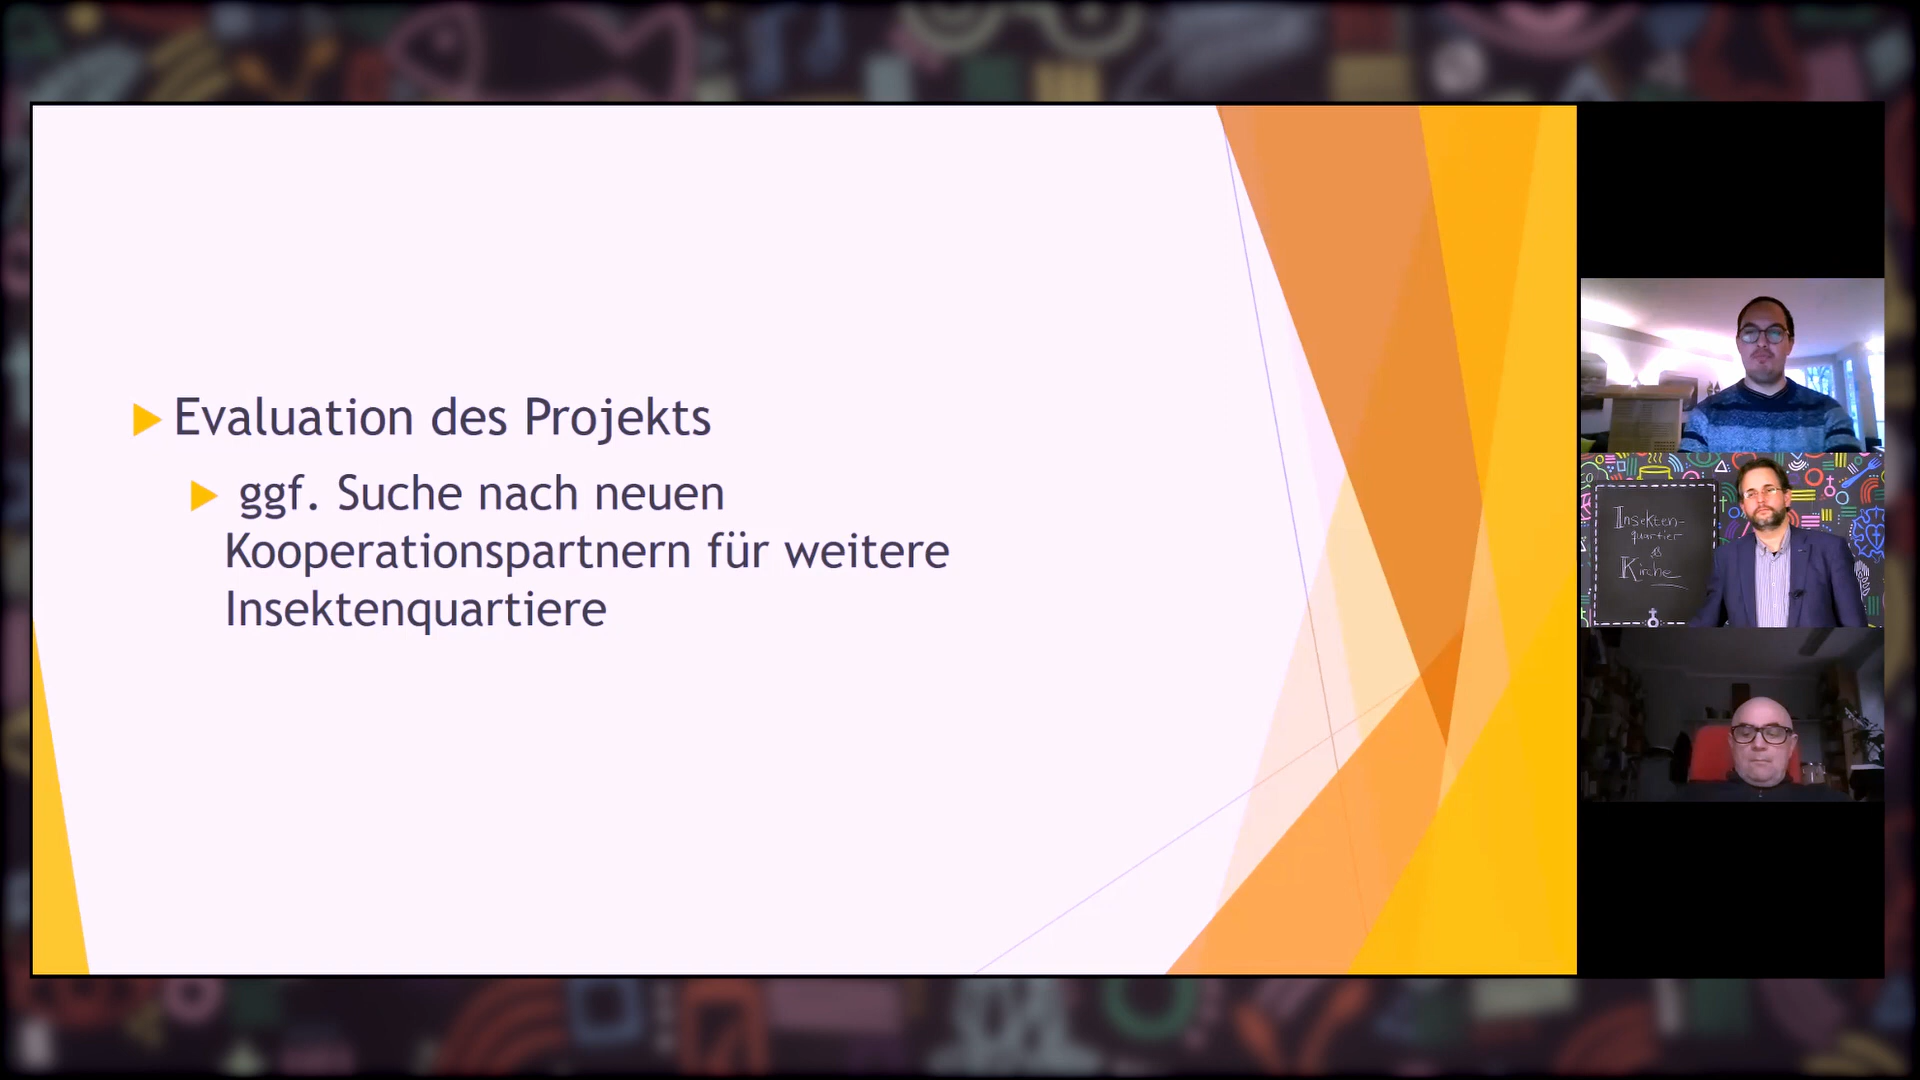 Evaluation des Projekts
ggf. Suche nach neuen
Kooperationspartnern für weitere
Insektenquartiere
Insekten-
quartier
&
Kirche